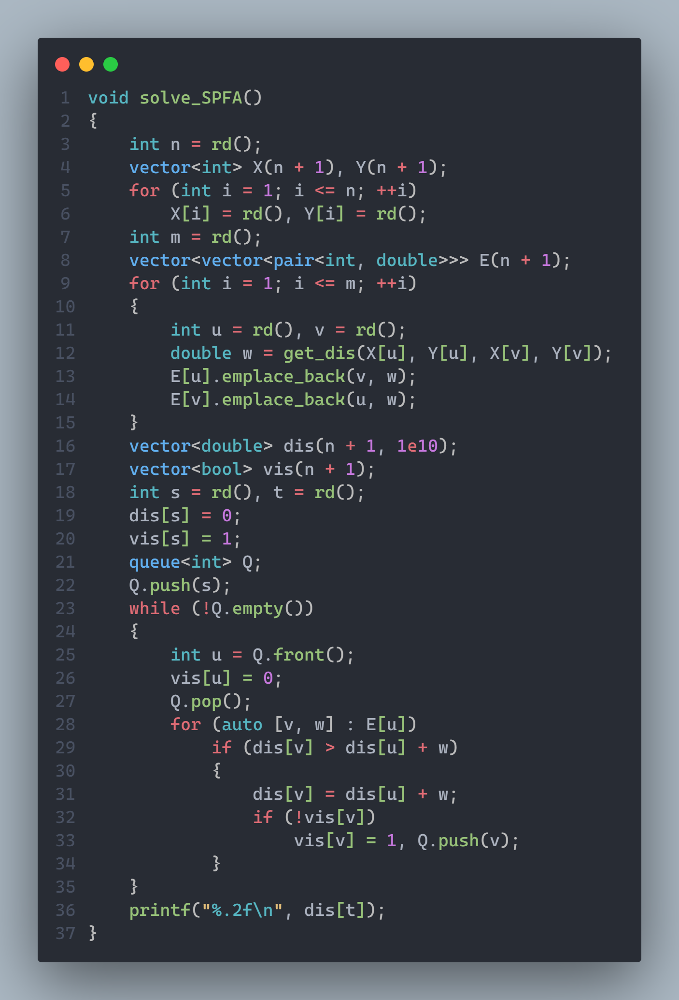 1 void solve_SPFA()
2 {
3     int n = rd();
4     vector<int> X(n + 1), Y(n + 1);
5     for (int i = 1; i <= n; ++i)
6         X[i] = rd(), Y[i] = rd();
7     int m = rd();
8     vector<vector<pair<int, double>>> E(n + 1);
9     for (int i = 1; i <= m; ++i)
10     {
11         int u = rd(), v = rd();
12         double w = get_dis(X[u], Y[u], X[v], Y[v]);
13         E[u].emplace_back(v, w);
14         E[v].emplace_back(u, w);
15     }
16     vector<double> dis(n + 1, 1e10);
17     vector<bool> vis(n + 1);
18     int s = rd(), t = rd();
19     dis[s] = 0;
20     vis[s] = 1;
21     queue<int> Q;
22     Q.push(s);
23     while (!Q.empty())
24     {
25         int u = Q.front();
26         vis[u] = 0;
27         Q.pop();
28         for (auto [v, w] : E[u])
29             if (dis[v] > dis[u] + w)
30             {
31                 dis[v] = dis[u] + w;
32                 if (!vis[v])
33                     vis[v] = 1, Q.push(v);
34             }
35     }
36     printf("%.2f\n", dis[t]);
37 }